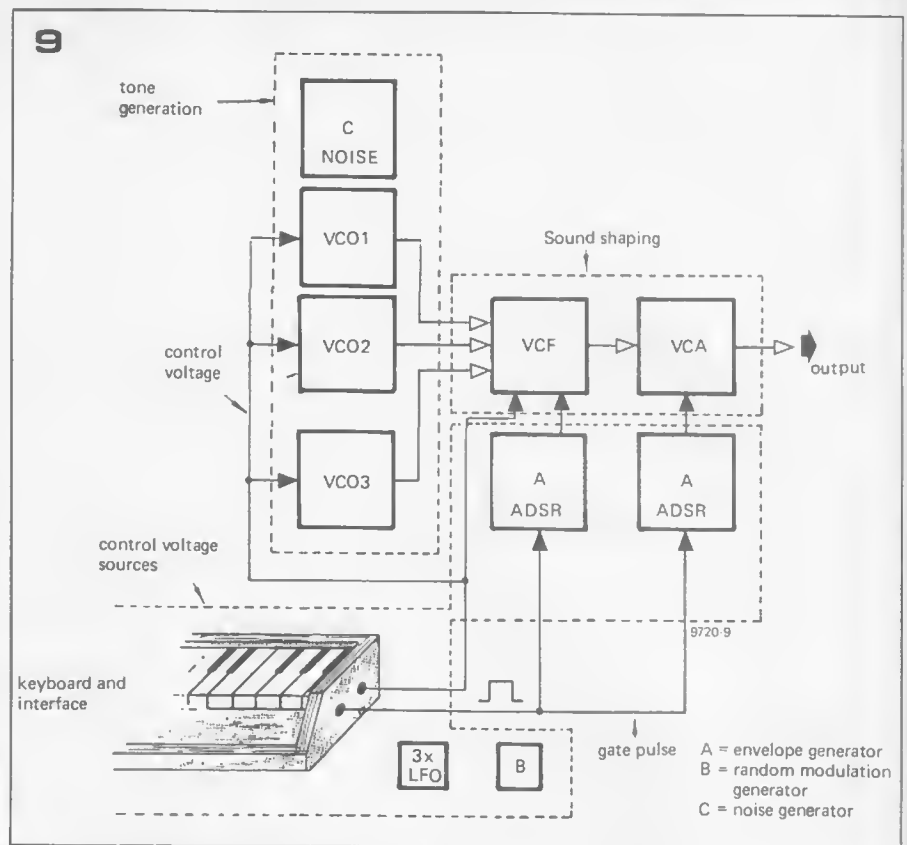 9
tone
generation
C
NOISE
VCO1
VCO2
VCO3
Sound shaping
VCF
VCA
output
control
voltage
A
ADSR
A
ADSR
control voltage
sources
9720-9
keyboard and
interface
3x
LFO
B
gate pulse
A = envelope generator
B = random modulation
generator
C = noise generator